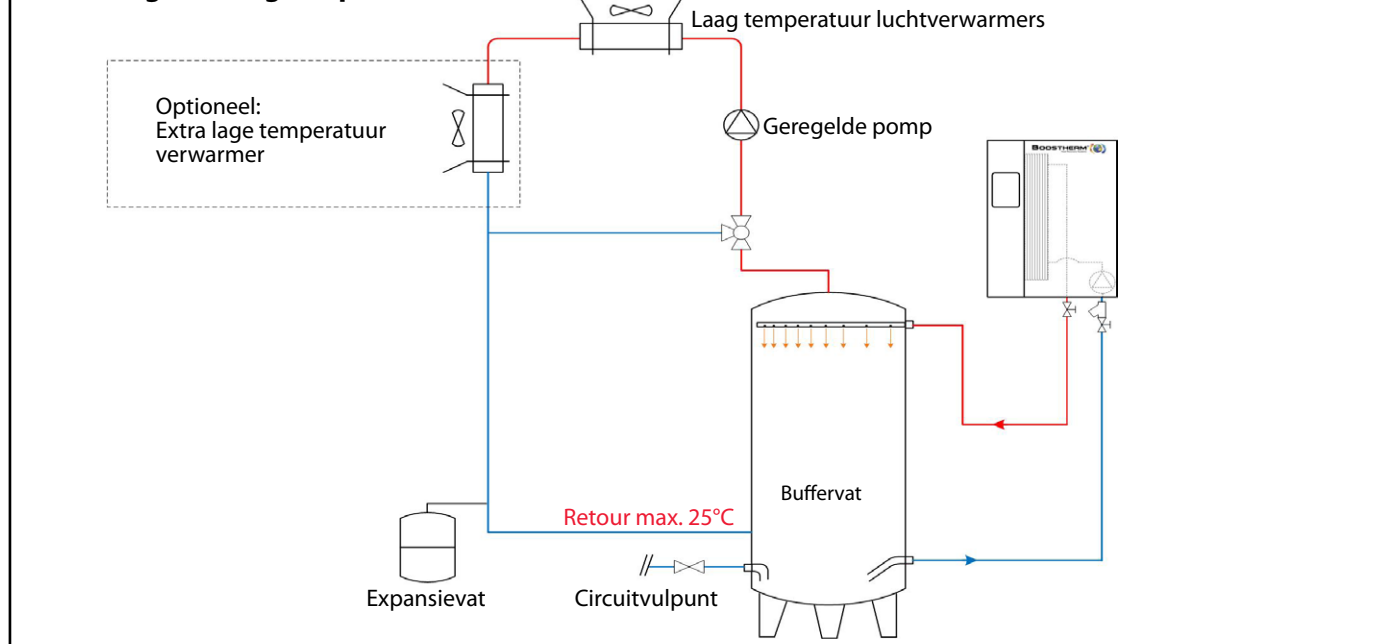 Laag temperatuur luchtverwarmers
Optioneel:
Extra lage temperatuur
verwarmer
Geregelde pomp
BOOSTHERM
Buffervat
Retour max. 25°C
Expansievat
Circuitvulpunt